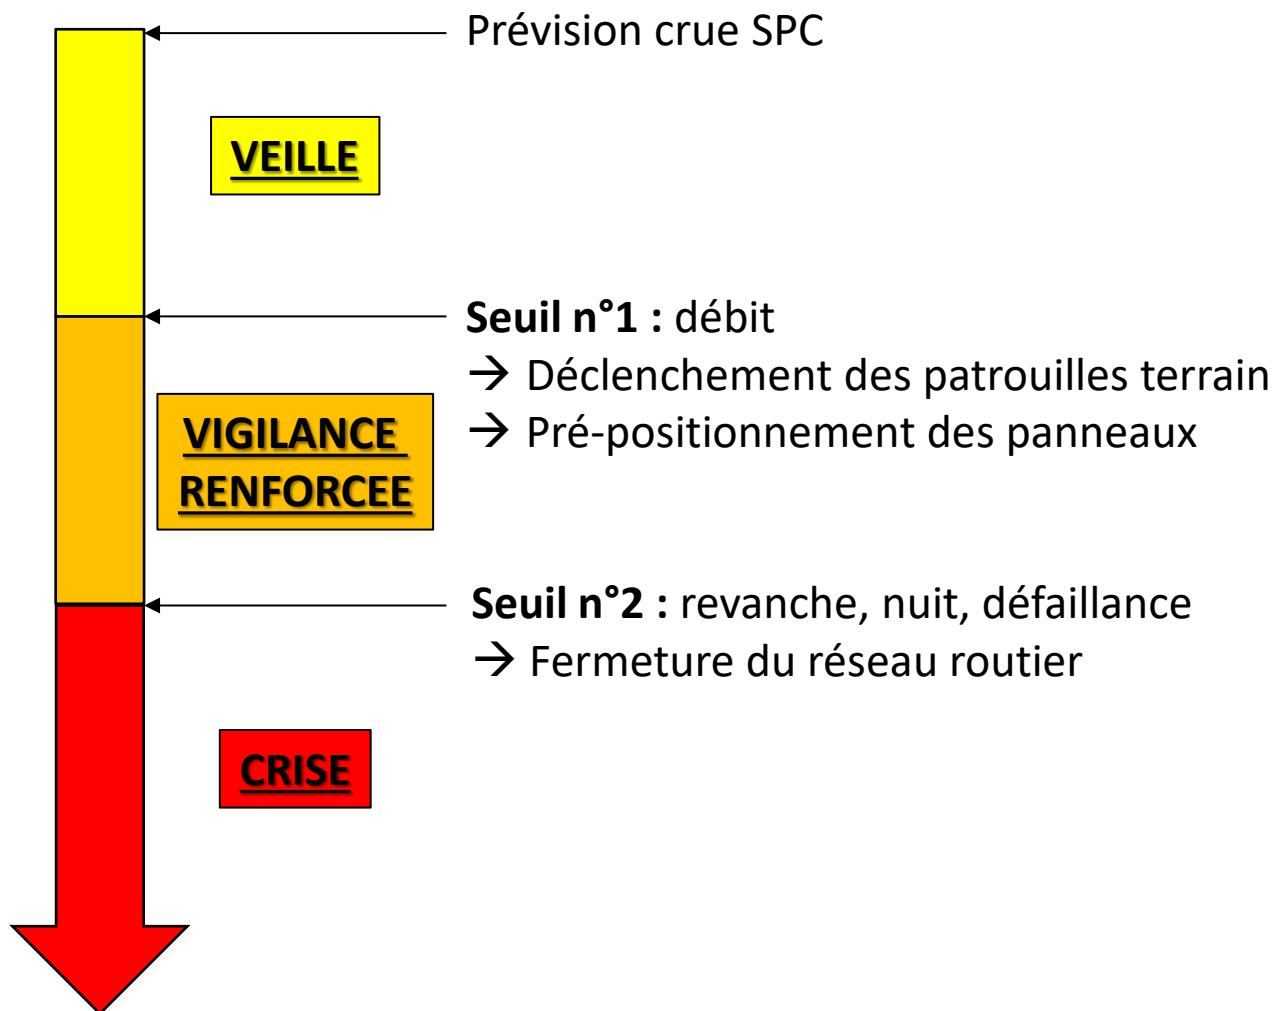 Prévision crue SPC
VEILLE
Seuil n°1 : débit
→ Déclenchement des patrouilles terrain
→ Pré-positionnement des panneaux
VIGILANCE
RENFORCEE
Seuil n°2 : revanche, nuit, défaillance
→ Fermeture du réseau routier
CRISE